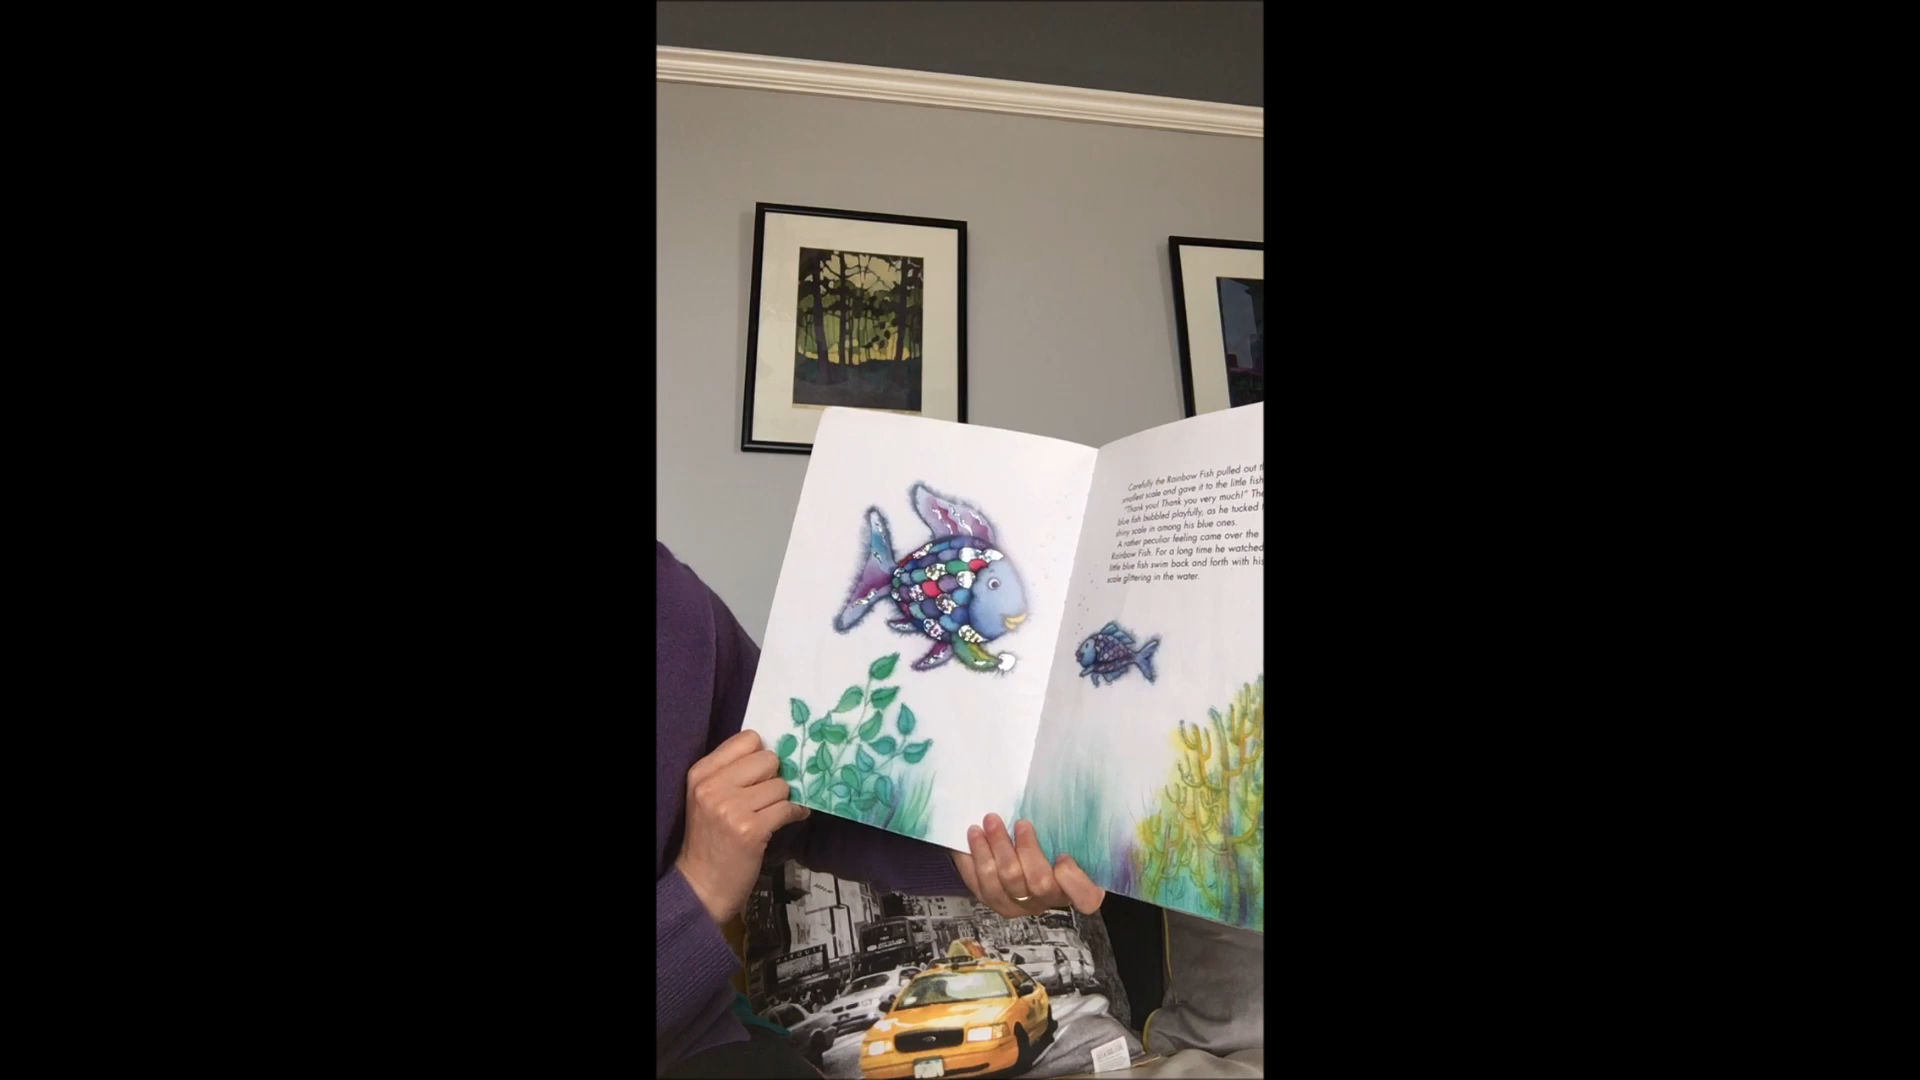 Carefully the Rainbow Fish pulled out
smallest scale and gave it to the little fish
"Thank you! Thank you very much!" The
blue fish bubbled playfully, as he tucked
shiny scale in among his blue ones.
A rather peculiar feeling came over the
Rainbow Fish. For a long time he watched
little blue fish swim back and forth with his
scale glittering in the water.